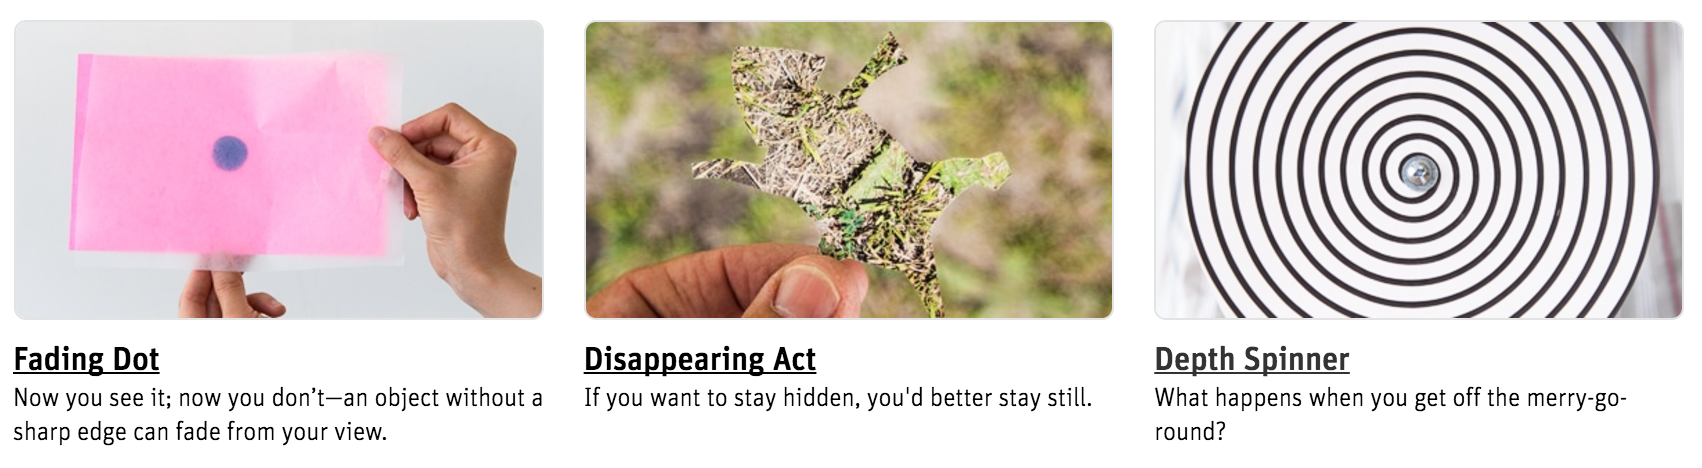 Fading Dot
Now you see it; now you don’t—an object without a
sharp edge can fade from your view.
Disappearing Act
If you want to stay hidden, you'd better stay still.
Depth Spinner
What happens when you get off the merry-go-
round?